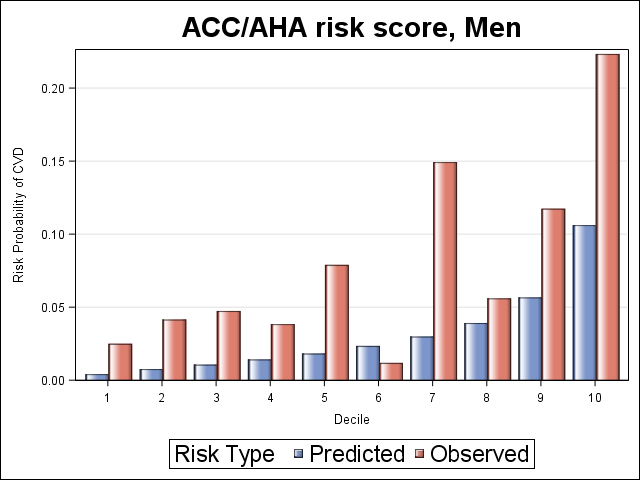 ACC/AHA risk score, Men
Risk Probability of CVD
0.20
0.15
0.10
0.05
0.00
1 2 3 4 5 6 7 8 9 10
Decile
Risk Type Predicted Observed